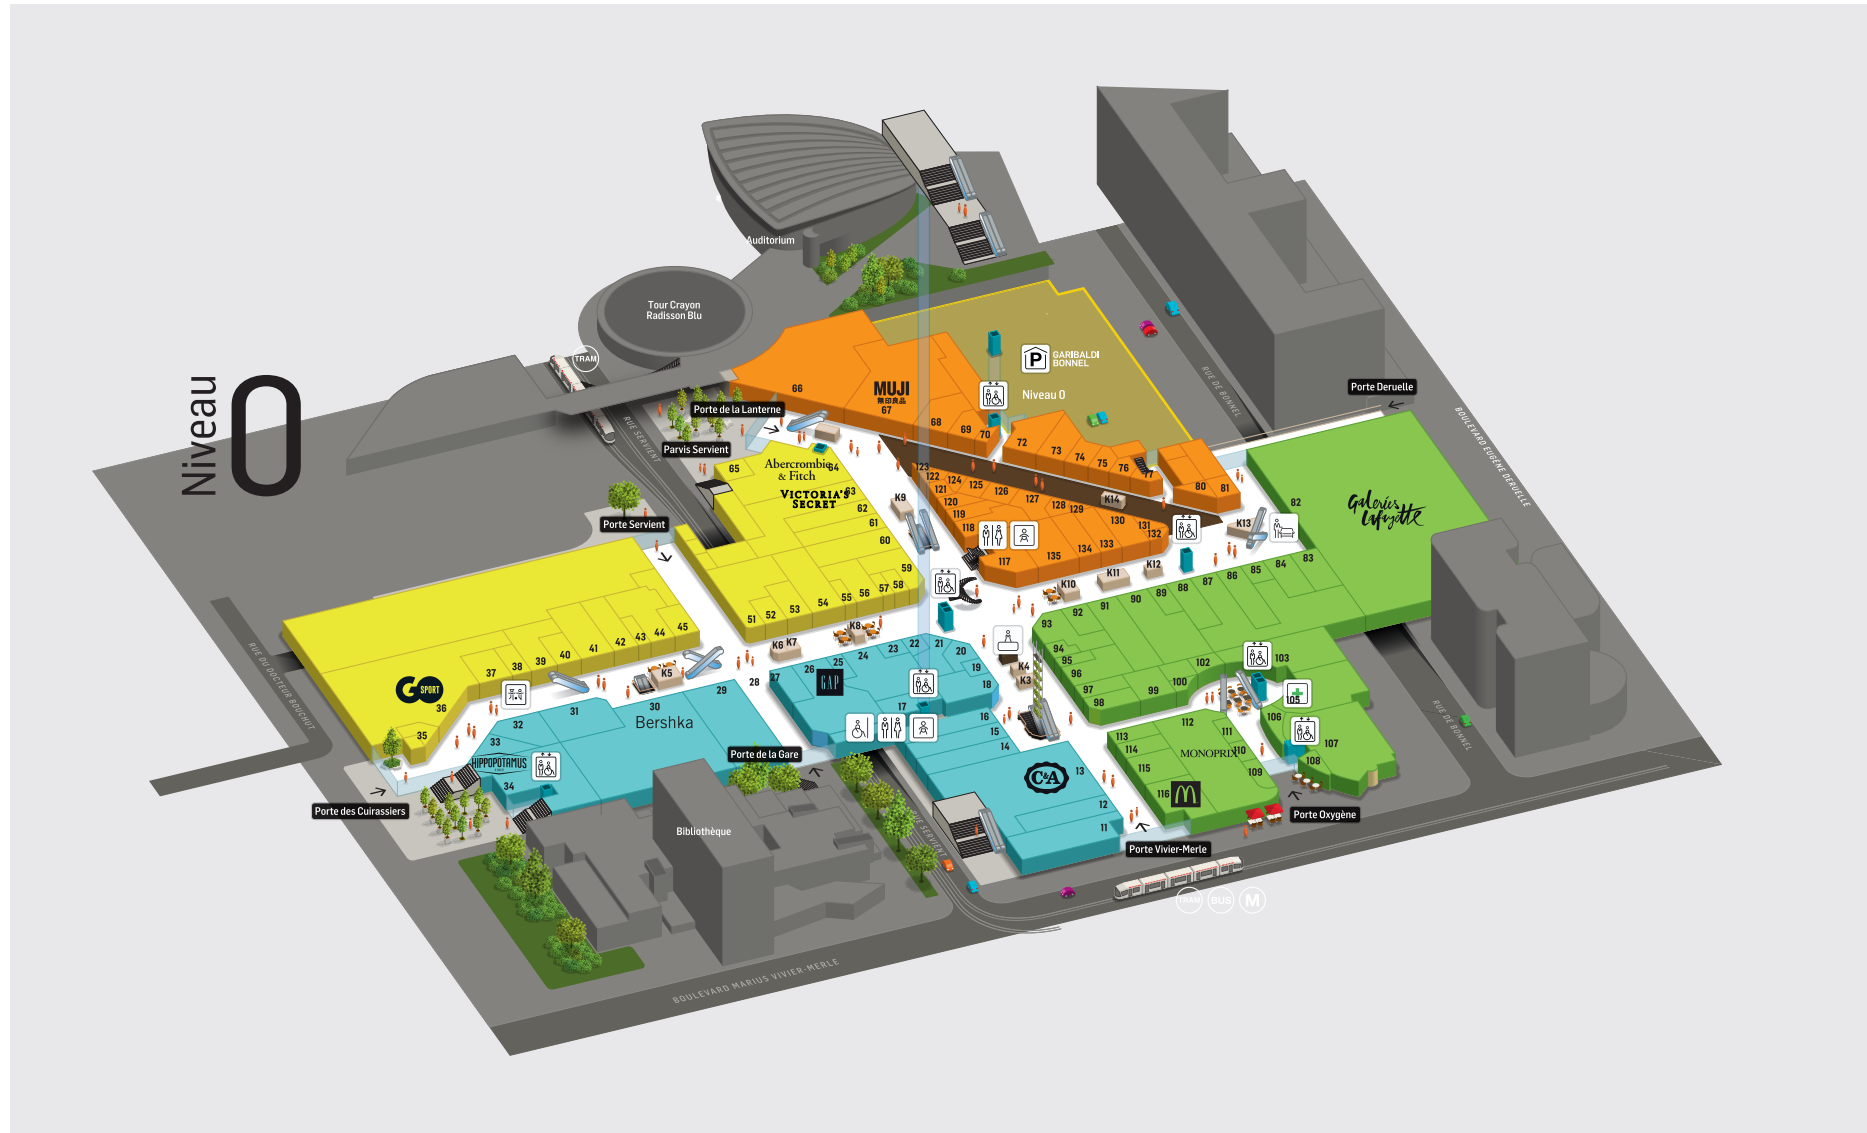 Niveau
0
Auditorium
Tour Crayon
Radisson Blu
TRAM
RUE SERVIENT
Porte de la Lanterne
Parvis Servient
Porte Servient
P
GARIBALDI
BONNEL
Niveau 0
RUE DE BONNEL
Porte Deruelle
BOULEVARD EUGÈNE DERUELLE
66
MUJI
無印良品
67
68
69
70
72
73
74
75
76
77
80
81
82
Galeries
Lafayette
83
84
85
86
87
88
89
90
91
92
93
94
95
96
97
98
99
100
102
103
105
106
107
108
109
110
111
112
MONOPRIX
113
114
115
116
117
118
119
120
121
122
123
124
125
126
127
128
129
130
131
132
133
134
135
K14
K13
K12
K11
K10
K9
K8
K7
K6
K5
K4
K3
65
Abercrombie
& Fitch
64
VICTORIA'S
SECRET
63
62
61
60
59
58
57
56
55
54
53
52
51
45
44
43
42
41
40
39
38
37
GO
SPORT
36
35
34
HIPPOPOTAMUS
33
32
31
30
Bershka
29
28
27
26
25
GAP
24
23
22
21
20
19
18
17
16
15
14
C&A
13
12
11
RUE DU DOCTEUR BOUCHUT
Porte des Cuirassiers
Porte de la Gare
Bibliothèque
RUE SERVIENT
Porte Vivier-Merle
Porte Oxygène
RUE DE BONNEL
TRAM
BUS
M
BOULEVARD MARIUS VIVIER-MERLE